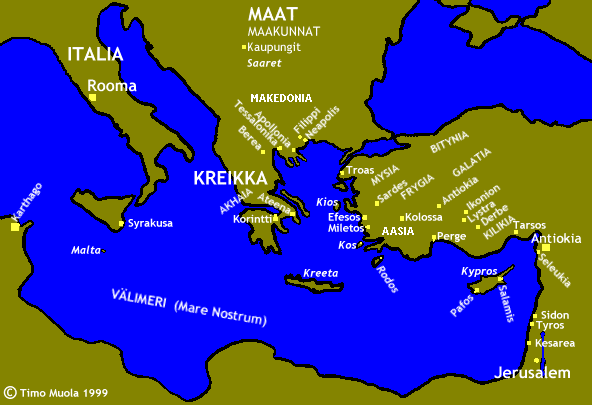 MAAT
MAAKUNNAT
Kaupungit
Saaret
ITALIA
Rooma
MAKEDONIA
Filippi
Neapolis
Apollonia
Tessalonika
Berea
BITYNIA
Troas
MYSIA
GALATIA
KREIKKA
FRYGIA
Sardes
Antiokia
Karthago
AKHAIA
Ateena
Kios
Ikonion
Lystra
Derbe
Syrakusa
Korintti
Efesos
Kolossa
KILIKIA
Tarsos
Miletos
AASIA
Perge
Antiokia
Malta
Kos
Seleukia
Kreeta
Rodos
Kypros
VÄLIMERI (Mare Nostrum)
Pafos
Salamis
Sidon
Tyros
Kesarea
Jerusalem
© Timo Muola 1999